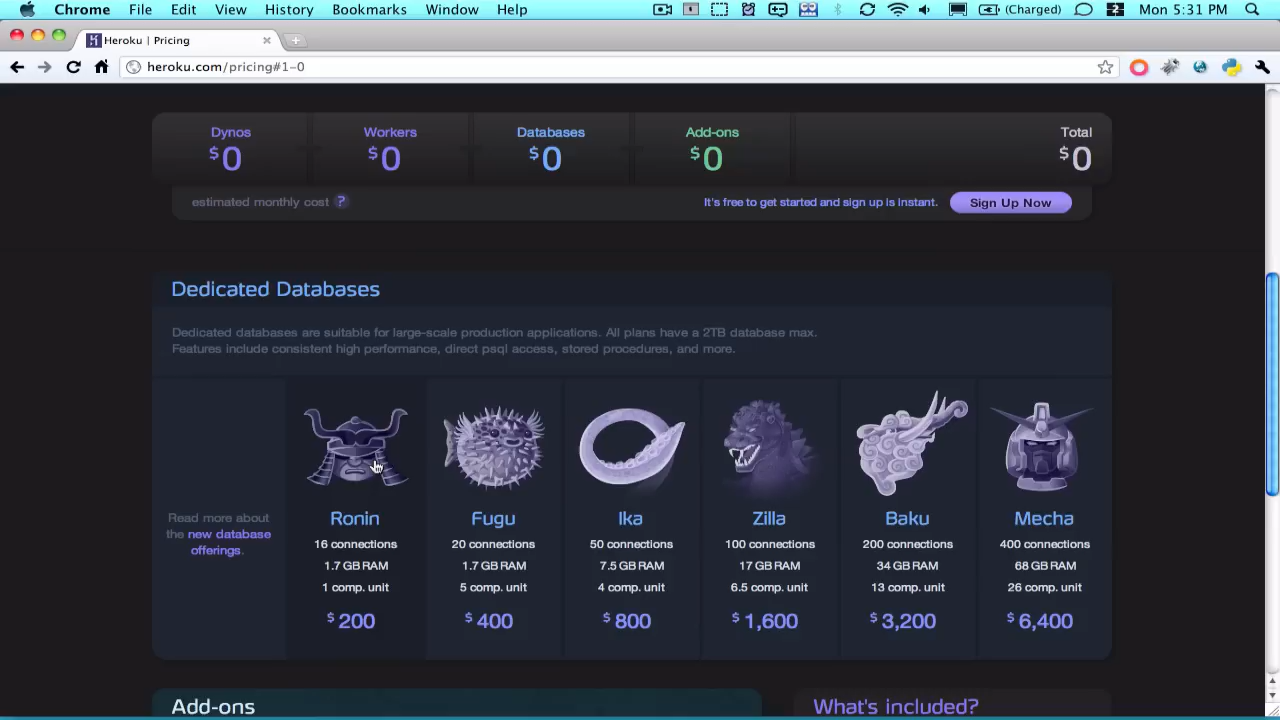 Chrome File Edit View History Bookmarks Window Help (Charged) 2 Mon 5:31 PM
Heroku | Pricing
heroku.com/pricing#1-0
Dynos Workers Databases Add-ons Total
$0 $0 $0 $0 $0
estimated monthly cost ? It's free to get started and sign up is instant. Sign Up Now
Dedicated Databases
Dedicated databases are suitable for large-scale production applications. All plans have a 2TB database max.
Features include consistent high performance, direct psql access, stored procedures, and more.
Read more about
the new database
offerings.
Ronin
16 connections
1.7 GB RAM
1 comp. unit
$200
Fugu
20 connections
1.7 GB RAM
5 comp. unit
$400
Ika
50 connections
7.5 GB RAM
4 comp. unit
$800
Zilla
100 connections
17 GB RAM
6.5 comp. unit
$1,600
Baku
200 connections
34 GB RAM
13 comp. unit
$3,200
Mecha
400 connections
68 GB RAM
26 comp. unit
$6,400
Add-ons
What's included?